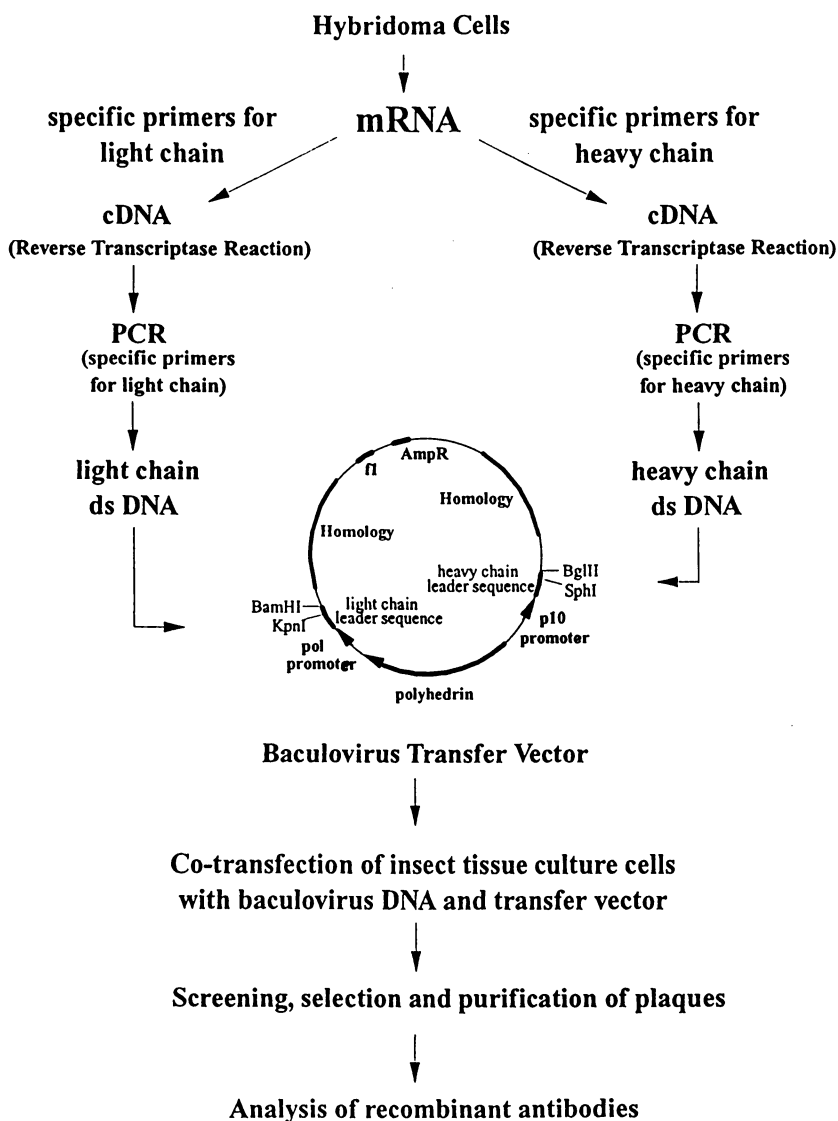 Hybridoma Cells
mRNA
specific primers for
light chain
specific primers for
heavy chain
cDNA
(Reverse Transcriptase Reaction)
cDNA
(Reverse Transcriptase Reaction)
PCR
(specific primers
for light chain)
PCR
(specific primers
for heavy chain)
light chain
ds DNA
heavy chain
ds DNA
AmpR
f1
Homology
Homology
heavy chain
leader sequence
BglII
SphI
BamHI
KpnI
light chain
leader sequence
p10
promoter
pol
promoter
polyhedrin
Baculovirus Transfer Vector
Co-transfection of insect tissue culture cells
with baculovirus DNA and transfer vector
Screening, selection and purification of plaques
Analysis of recombinant antibodies